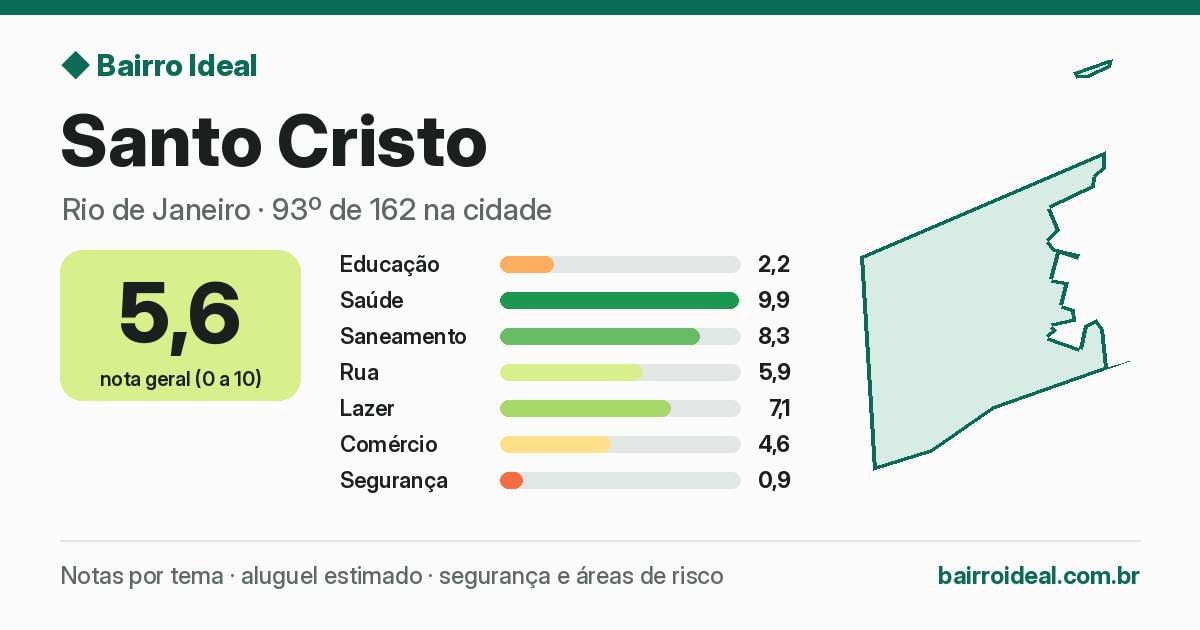 Bairro Ideal
Santo Cristo
Rio de Janeiro · 93º de 162 na cidade
5,6
nota geral (0 a 10)
Educação 2,2
Saúde 9,9
Saneamento 8,3
Rua 5,9
Lazer 7,1
Comércio 4,6
Segurança 0,9
Notas por tema · aluguel estimado · segurança e áreas de risco
bairroideal.com.br